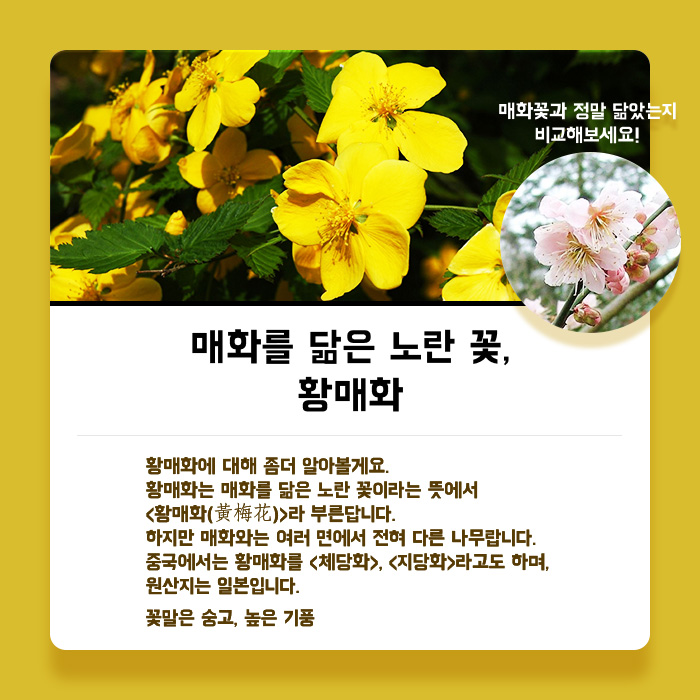 매화꽃과 정말 닮았는지
비교해보세요!
매화를 닮은 노란 꽃,
황매화
황매화에 대해 좀더 알아볼게요.
황매화는 매화를 닮은 노란 꽃이라는 뜻에서
<황매화(黄梅花)>라 부른답니다.
하지만 매화와는 여러 면에서 전혀 다른 나무랍니다.
중국에서는 황매화를 <체당화>, <지당화>라고도 하며,
원산지는 일본입니다.
꽃말은 숭고, 높은 기풍